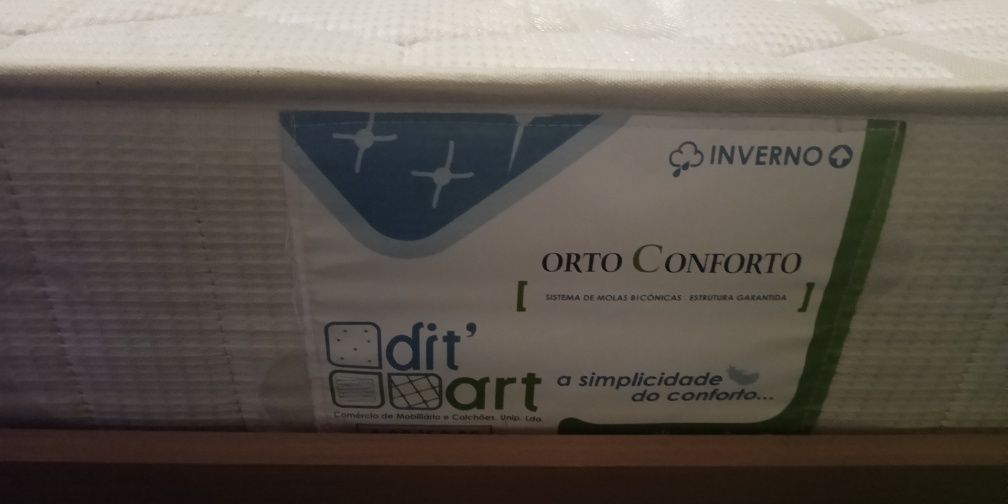 INVERNO
ORTO CONFORTO
[ SISTEMA DE MOLAS BICÓNICAS ESTRUTURA GARANTIDA ]
dit'
art
a simplicidade
do conforto...
Comércio de Mobiliário e Colchões, Unip. Lda.